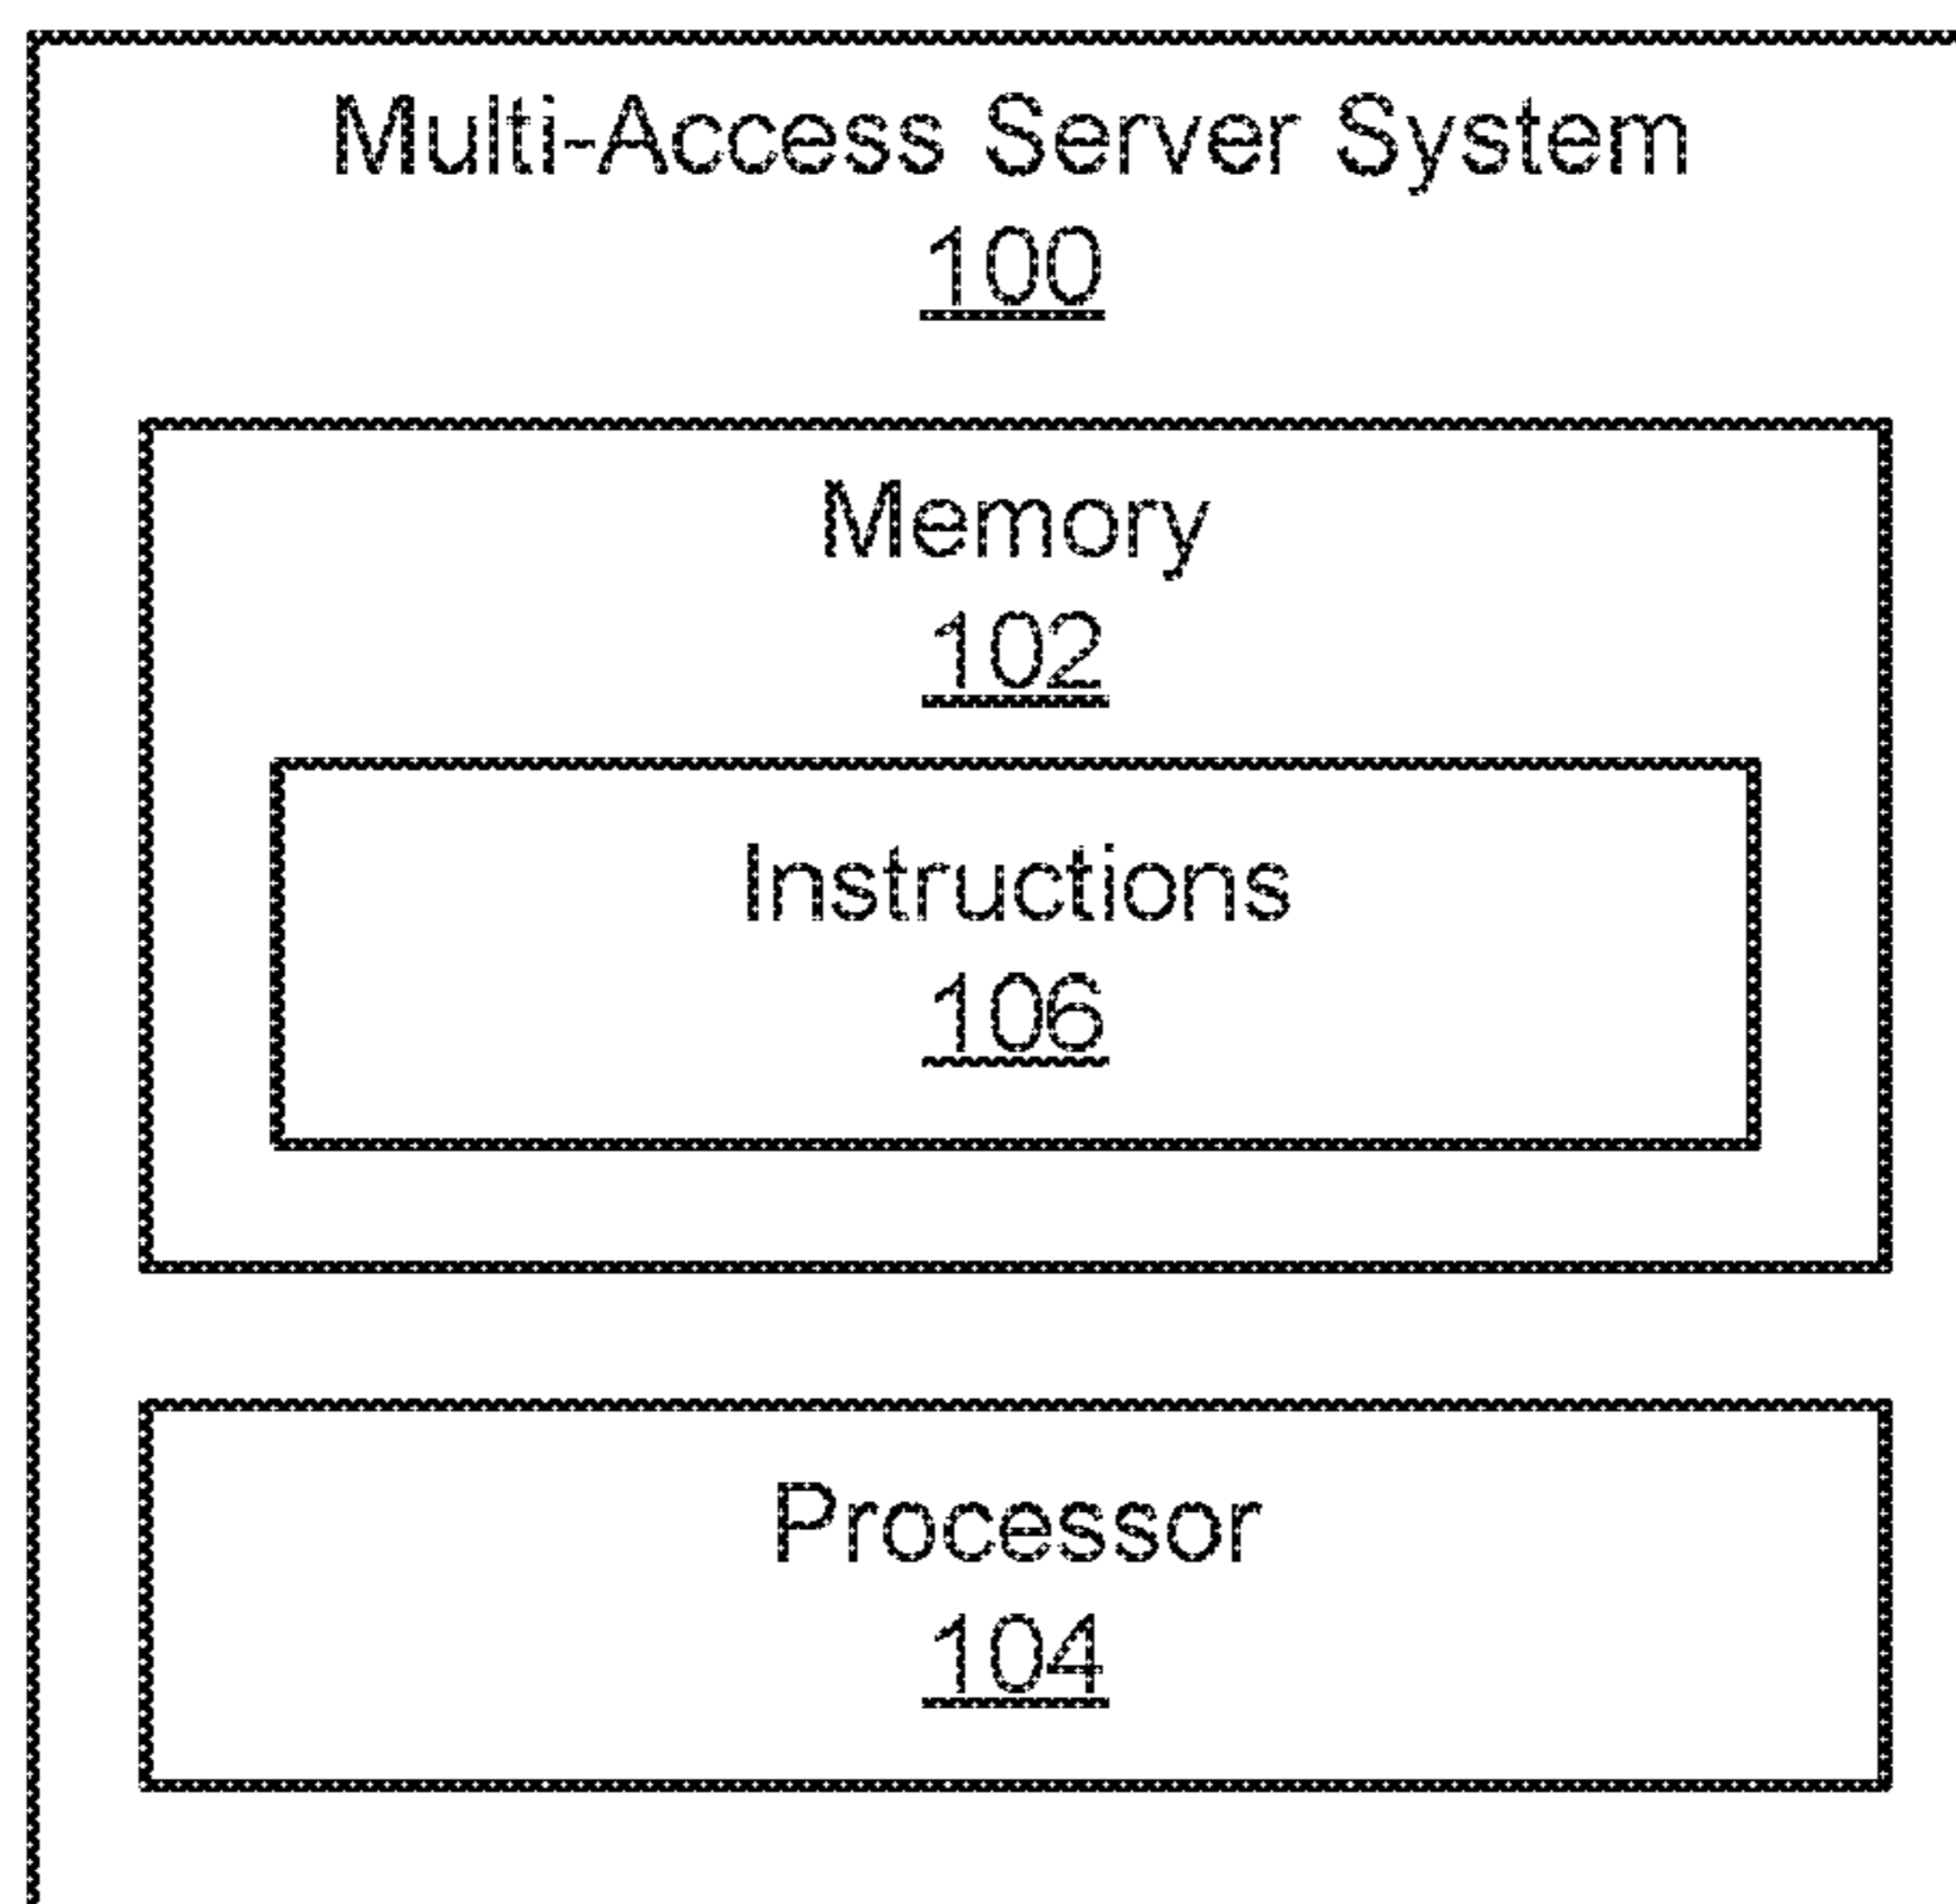 Multi-Access Server System
100
Memory
102
Instructions
106
Processor
104